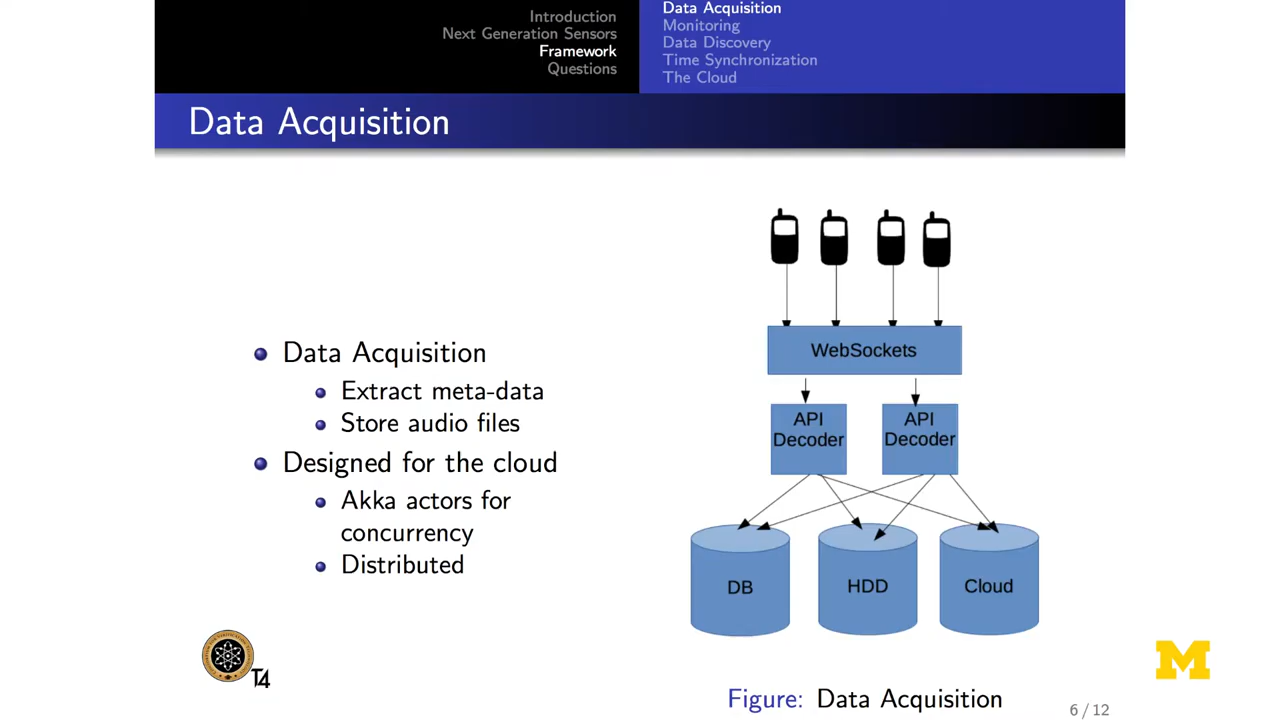 Introduction
Next Generation Sensors
Framework
Questions
Data Acquisition
Monitoring
Data Discovery
Time Synchronization
The Cloud
Data Acquisition
Data Acquisition
Extract meta-data
Store audio files
Designed for the cloud
Akka actors for
concurrency
Distributed
WebSockets
API
Decoder
API
Decoder
DB
HDD
Cloud
Figure: Data Acquisition
T4
M
6 / 12